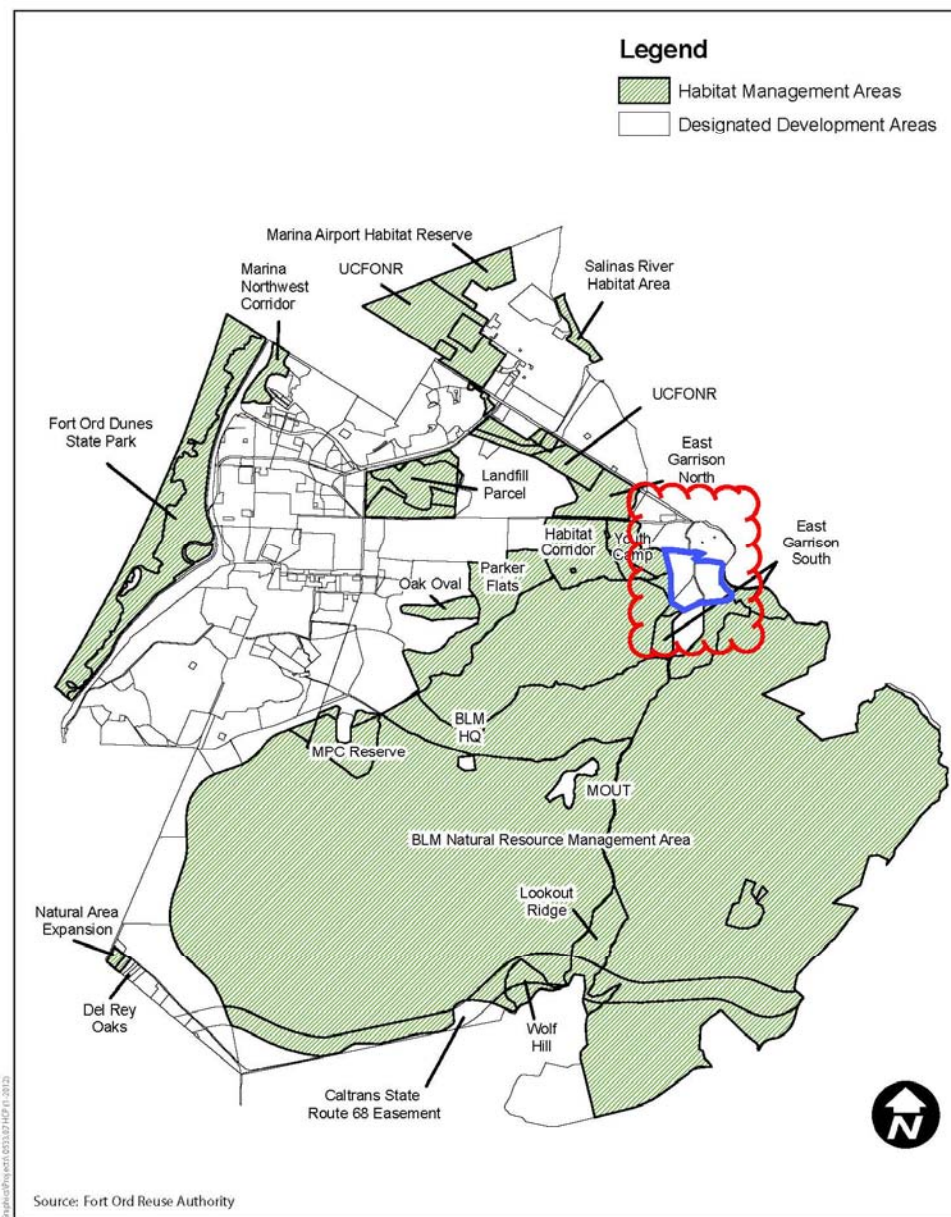 Legend
Habitat Management Areas
Designated Development Areas
Marina Airport Habitat Reserve
UCFONR
Marina
Northwest
Corridor
Salinas River
Habitat Area
UCFONR
Fort Ord Dunes
State Park
East
Garrison
North
Landfill
Parcel
East
Garrison
South
Habitat
Corridor
Youth
Camp
Parker
Flats
Oak Oval
BLM
HQ
MPC Reserve
MOUT
BLM Natural Resource Management Area
Lookout
Ridge
Natural Area
Expansion
Del Rey
Oaks
Wolf
Hill
Caltrans State
Route 68 Easement
N
Source: Fort Ord Reuse Authority